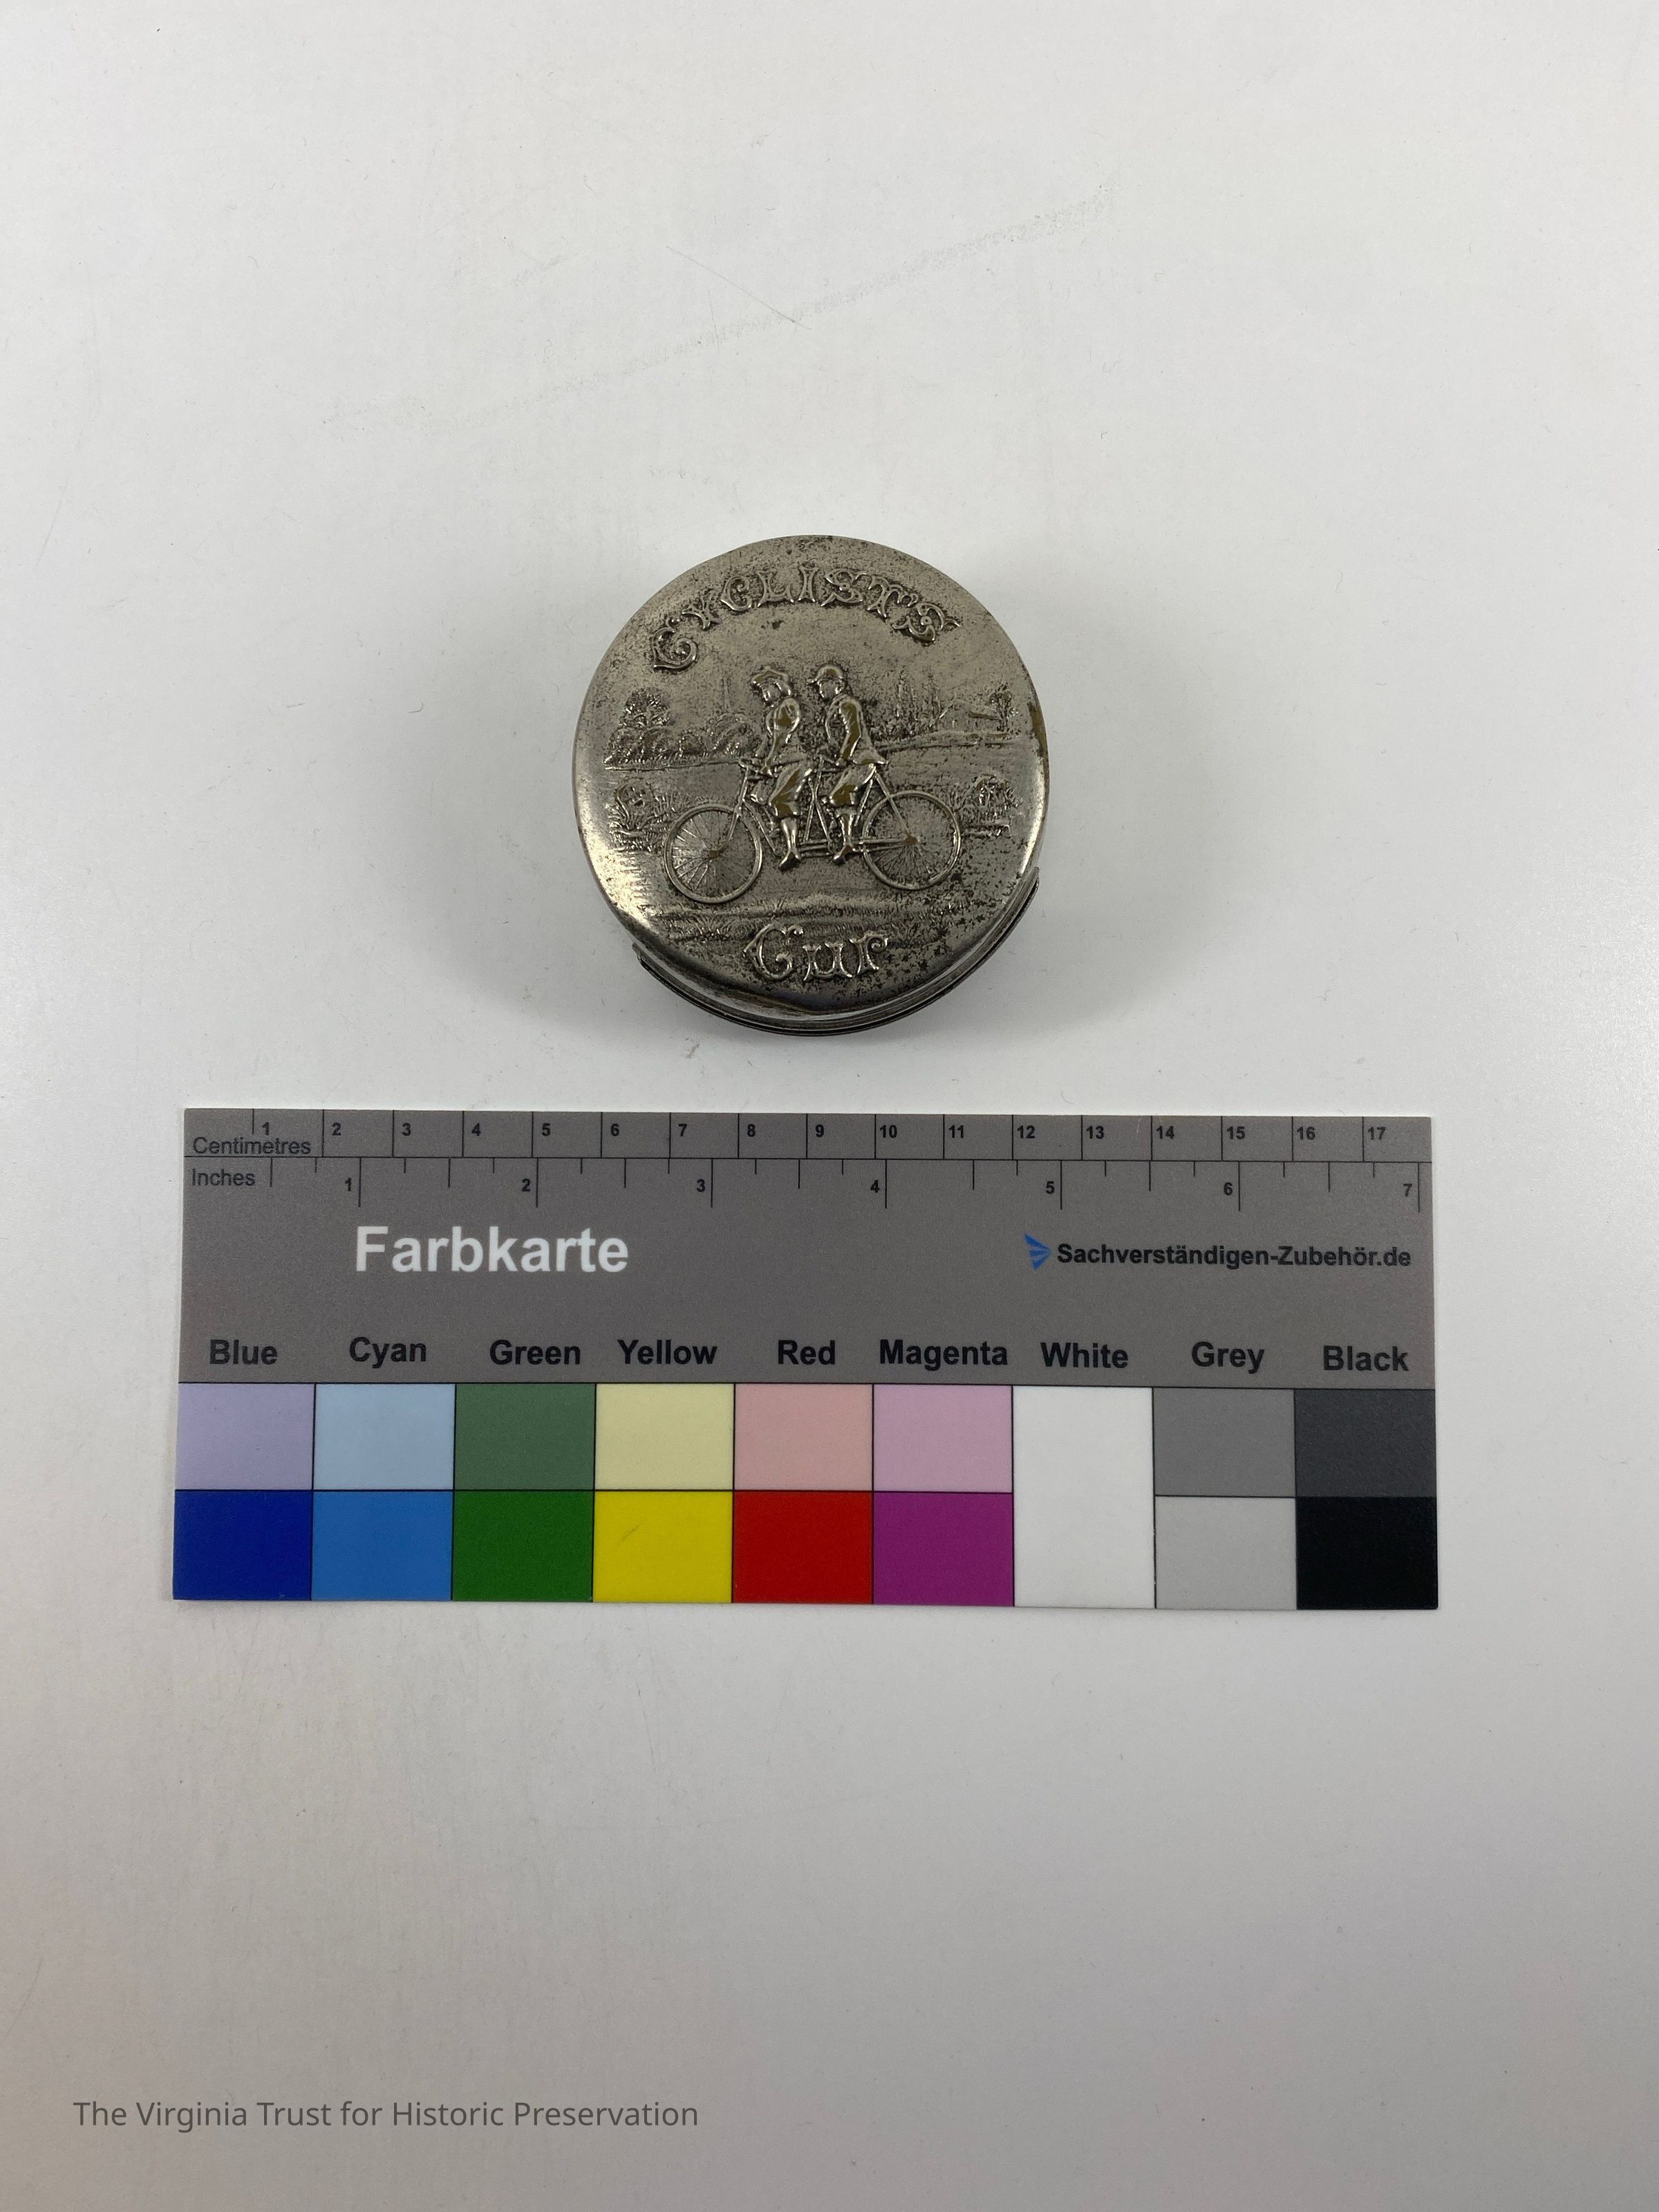 CYCLISTS
Cup
1 2 3 4 5 6 7 8 9 10 11 12 13 14 15 16 17
Centimetres
Inches 1 2 3 4 5 6 7
Farbkarte
Sachverständigen-Zubehör.de
Blue Cyan Green Yellow Red Magenta White Grey Black
The Virginia Trust for Historic Preservation